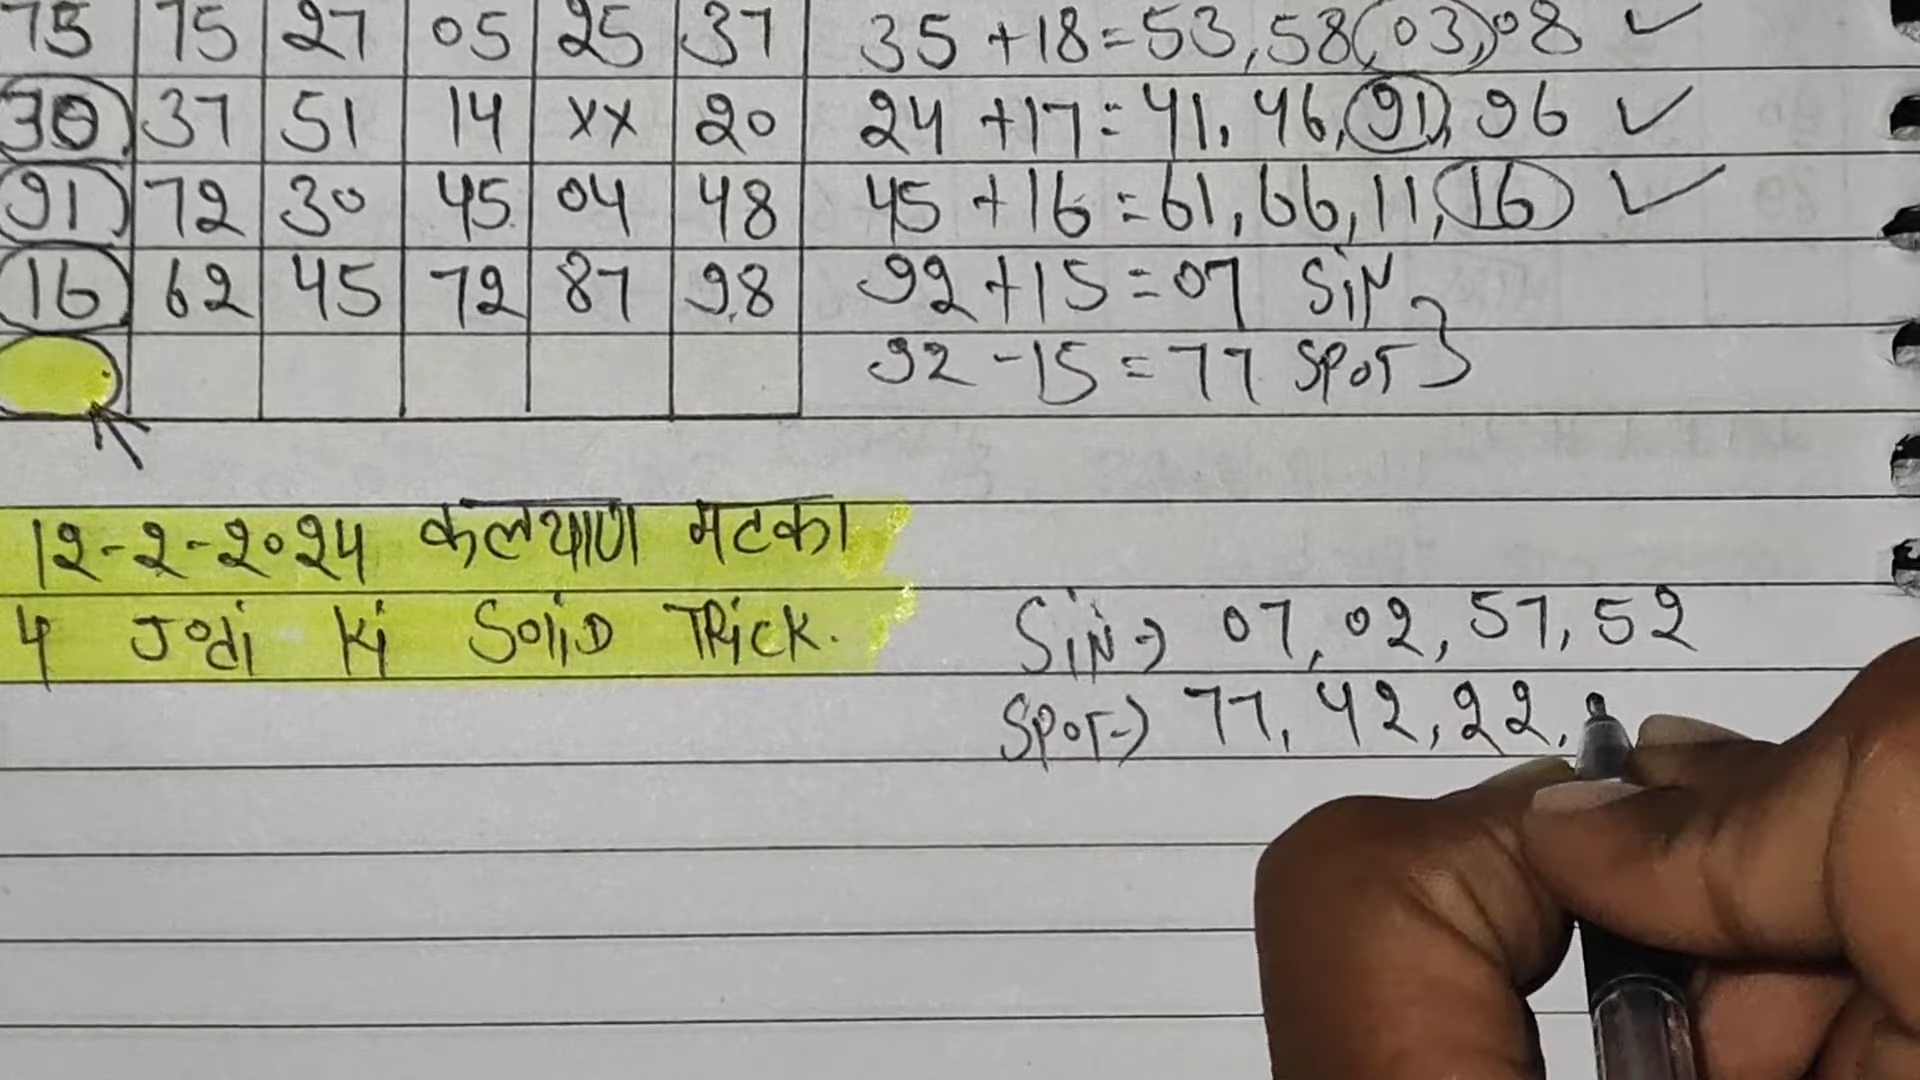 75 75 27 05 25 37 35 +18=53,58,03,08 ✓
30 37 51 14 xx 20 24 +17=41,46,91,96 ✓
91 72 30 45 04 48 45 +16=61,66,11,16 ✓
16 62 45 72 87 98 92+15=07 SiN
92-15=77 SPOT
12-2-2024 कल्याण मटका
4 Jodi Ki SoliD TRicK.
SiN→ 07,02,57,52
SPOT→ 77,42,22,